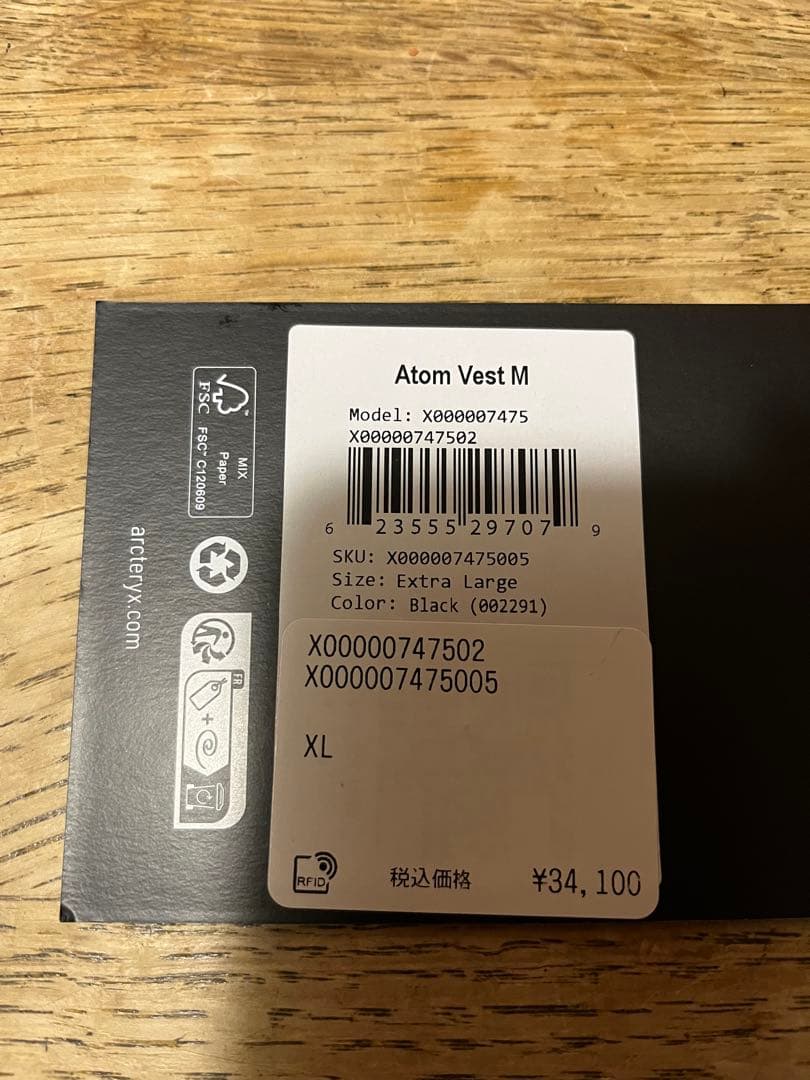 Atom Vest M
Model: X000007475
X00000747502
6 23555 29707 9
SKU: X000007475005
Size: Extra Large
Color: Black (002291)
X00000747502
X000007475005
XL
RFID
税込価格 ¥34,100
FSC
MIX
Paper
FSC™ C120609
arcteryx.com
FR